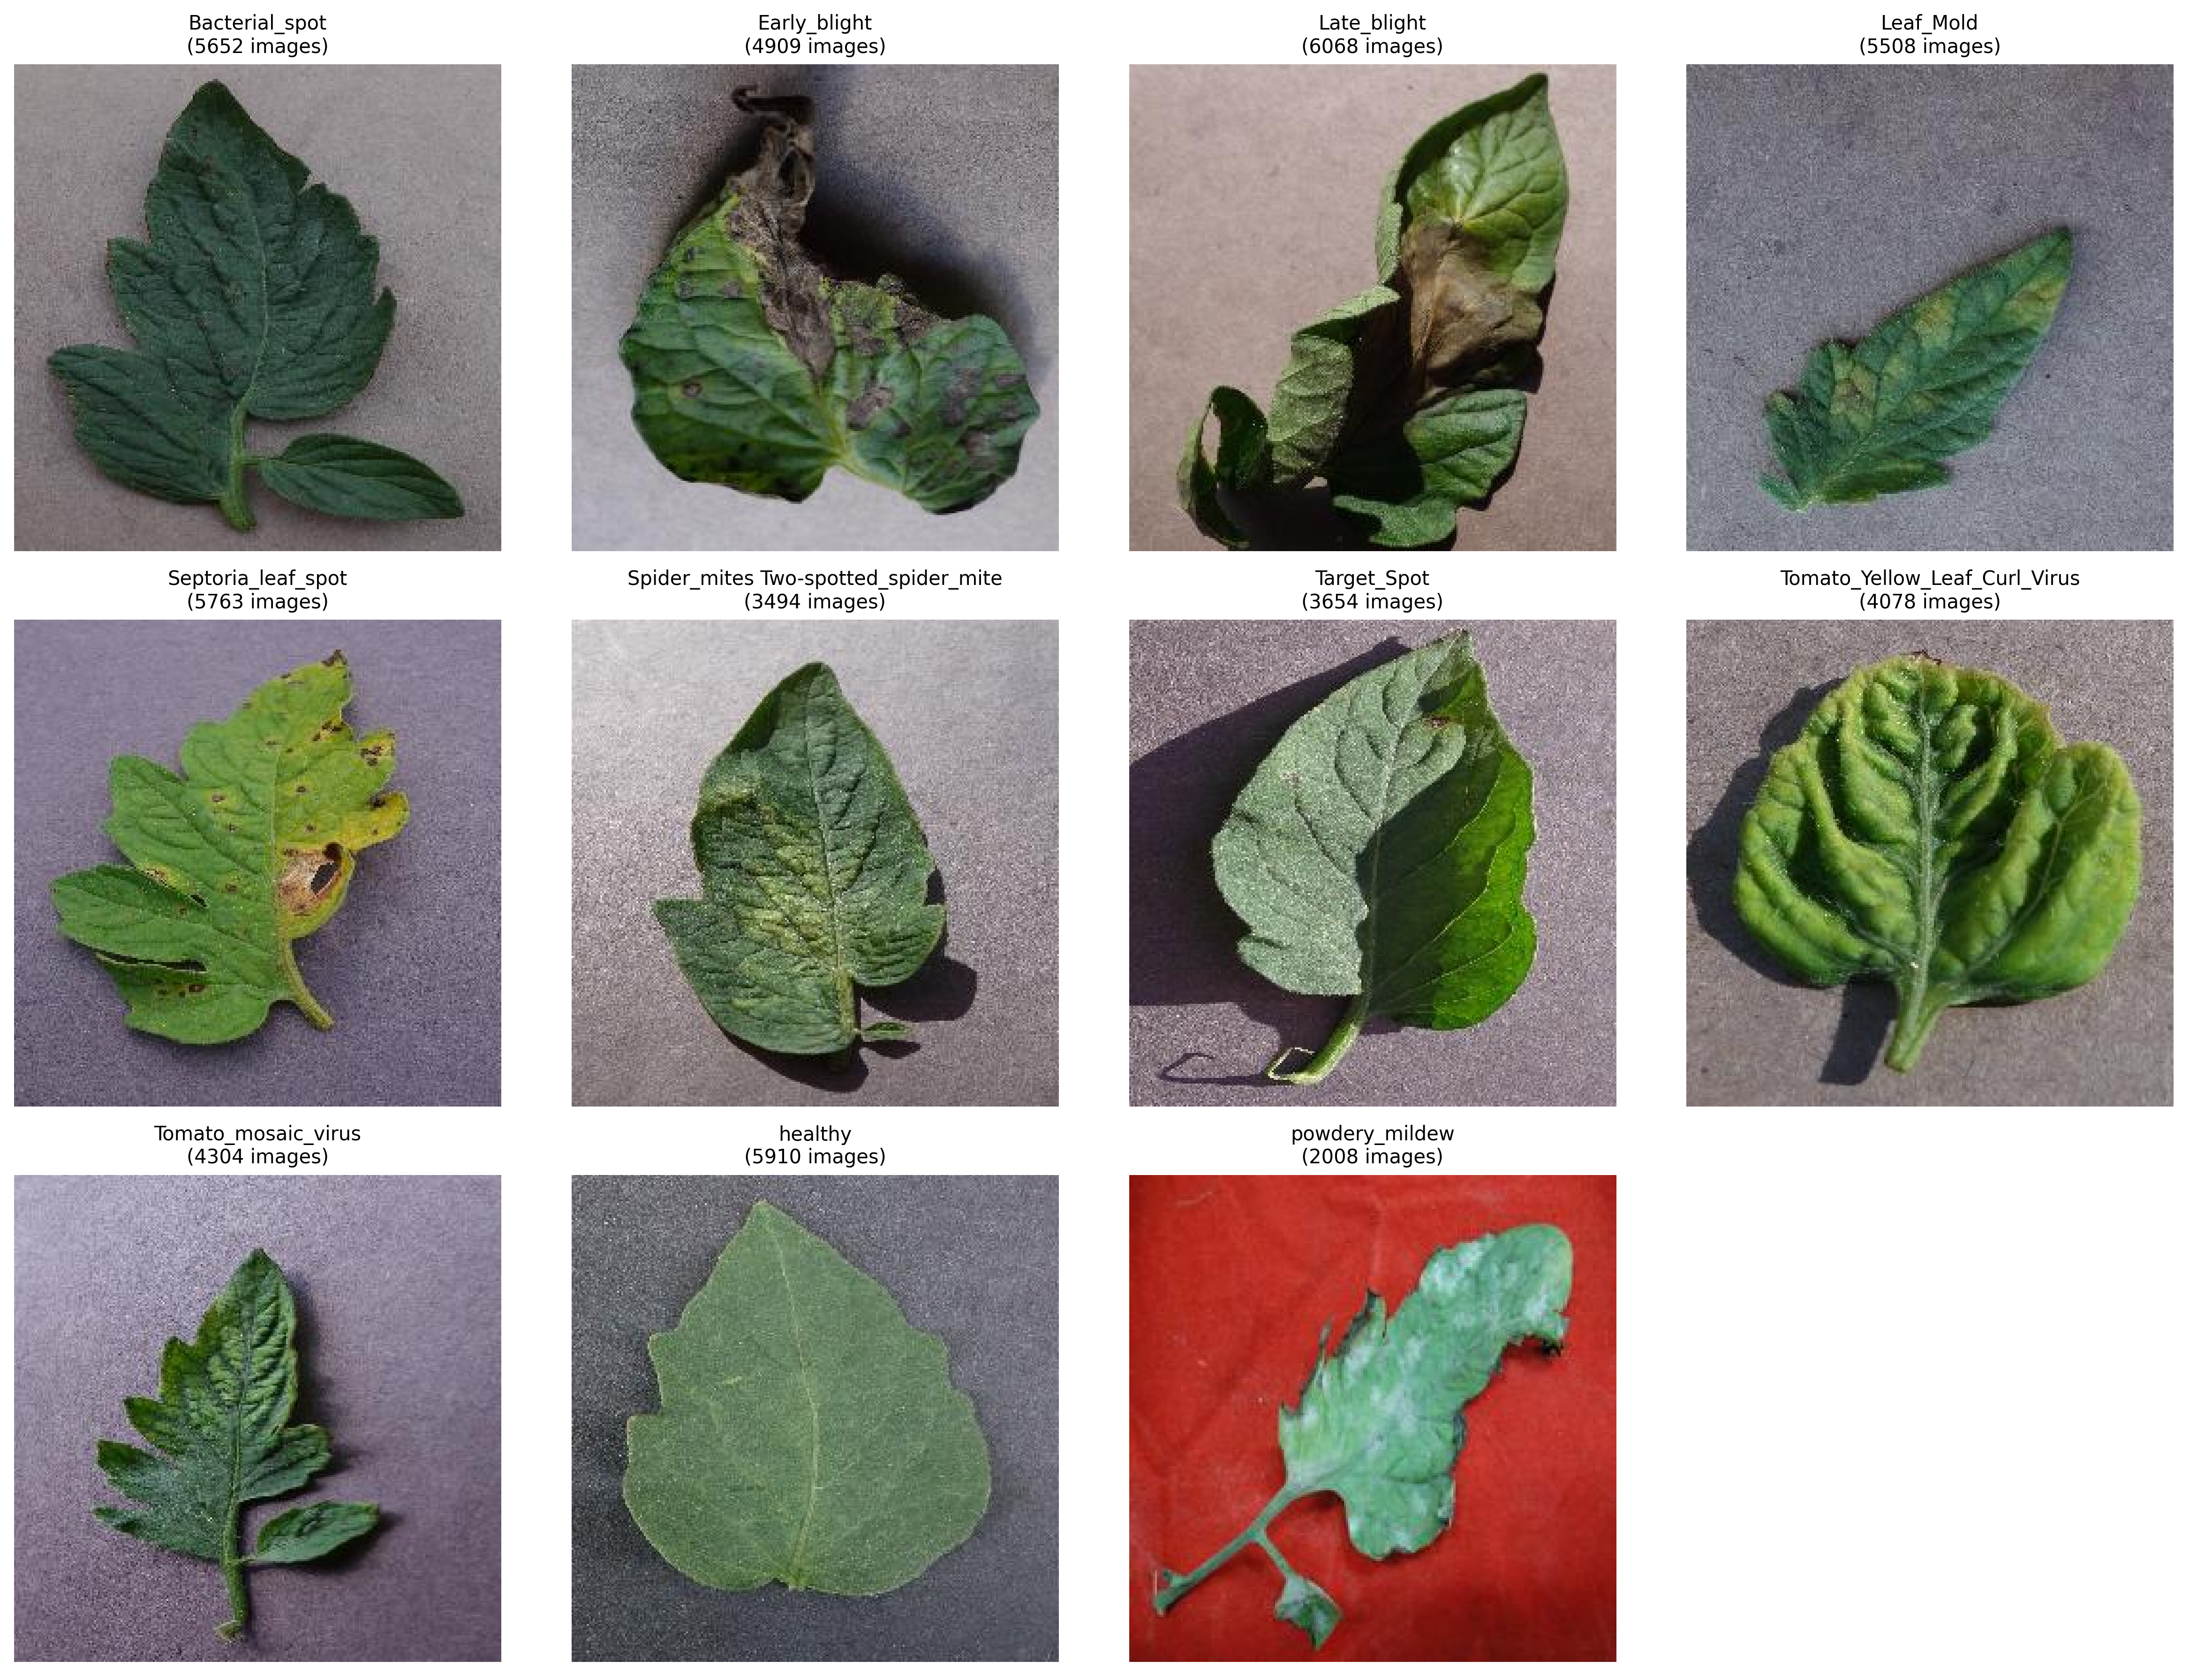 Bacterial_spot
(5652 images)
Early_blight
(4909 images)
Late_blight
(6068 images)
Leaf_Mold
(5508 images)
Septoria_leaf_spot
(5763 images)
Spider_mites Two-spotted_spider_mite
(3494 images)
Target_Spot
(3654 images)
Tomato_Yellow_Leaf_Curl_Virus
(4078 images)
Tomato_mosaic_virus
(4304 images)
healthy
(5910 images)
powdery_mildew
(2008 images)